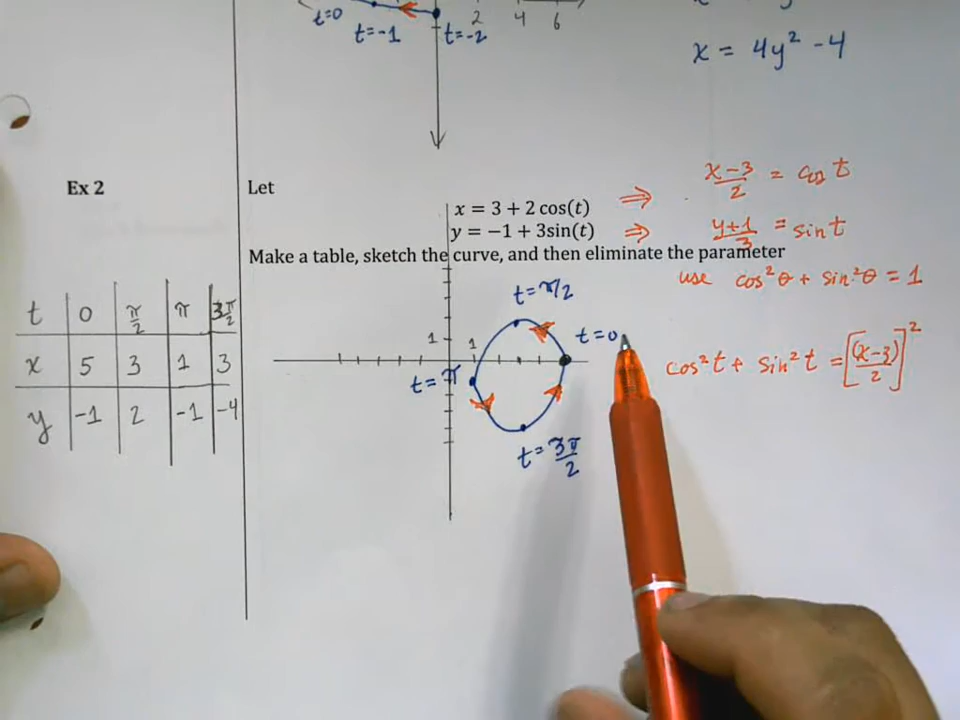 t=0
t=-1
t=-2
2 4 6
x = 4y² - 4
Ex 2
Let
x = 3 + 2 cos(t) ⇒ (x-3)/2 = cos t
y = −1 + 3sin(t) ⇒ (y+1)/3 = sin t
Make a table, sketch the curve, and then eliminate the parameter
use cos²θ + sin²θ = 1
t 0 π/2 π 3π/2
x 5 3 1 3
y -1 2 -1 -4
t=π/2
1 1
t=0
t=π
t=3π/2
cos²t + sin²t = [(x-3)/2]²